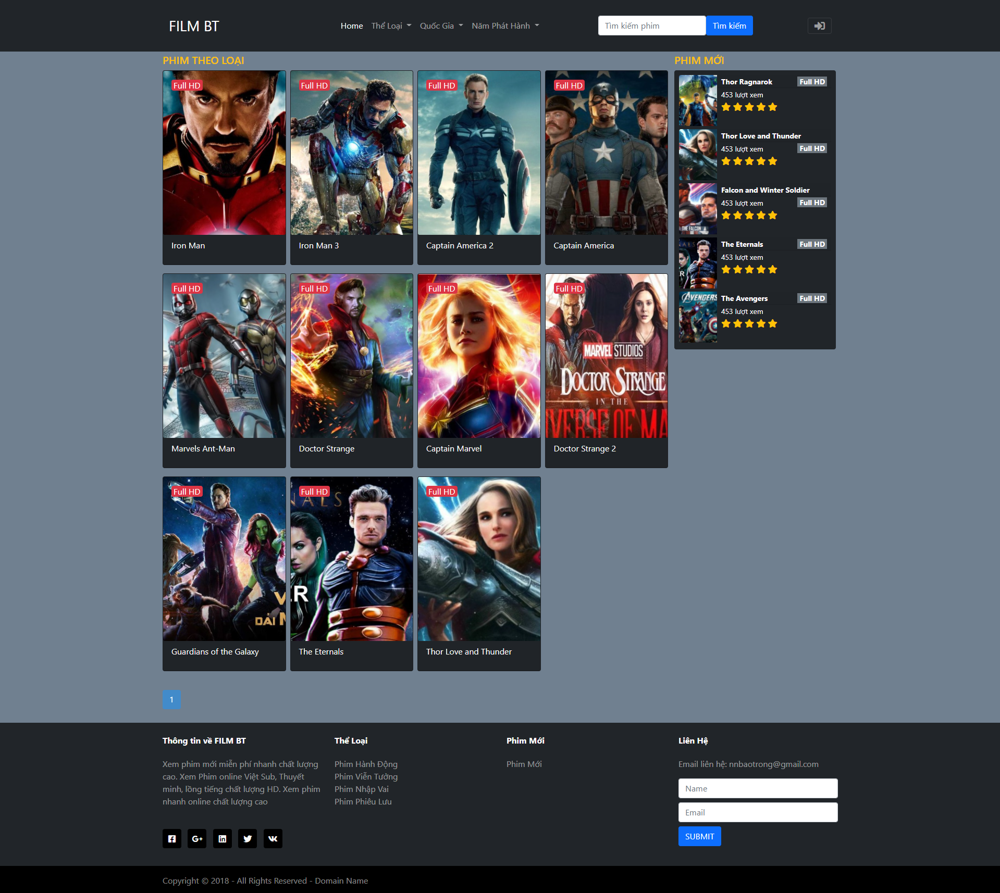 FILM BT
Home
Thể Loại
Quốc Gia
Năm Phát Hành
Tìm kiếm phim
Tìm kiếm
PHIM THEO LOẠI
Full HD
Iron Man
Full HD
Iron Man 3
Full HD
Captain America 2
Full HD
Captain America
Full HD
Marvels Ant-Man
Full HD
Doctor Strange
Full HD
Captain Marvel
Full HD
MARVEL STUDIOS
DOCTOR STRANGE
IN THE
IVERSE OF MA
Doctor Strange 2
Full HD
DẢI
Guardians of the Galaxy
Full HD
NALS
ER
The Eternals
Full HD
Thor Love and Thunder
1
PHIM MỚI
Thor Ragnarok
Full HD
453 lượt xem
Thor Love and Thunder
453 lượt xem
Full HD
THE FALCON
Falcon and Winter Soldier
453 lượt xem
Full HD
NALS
ER
The Eternals
Full HD
453 lượt xem
AVENGERS
The Avengers
Full HD
453 lượt xem
Thông tin về FILM BT
Xem phim mới miễn phí nhanh chất lượng
cao. Xem Phim online Việt Sub, Thuyết
minh, lồng tiếng chất lượng HD. Xem phim
nhanh online chất lượng cao
Thể Loại
Phim Hành Động
Phim Viễn Tưởng
Phim Nhập Vai
Phim Phiêu Lưu
Phim Mới
Phim Mới
Liên Hệ
Email liên hệ: nnbaotrong@gmail.com
Name
Email
SUBMIT
Copyright © 2018 - All Rights Reserved - Domain Name